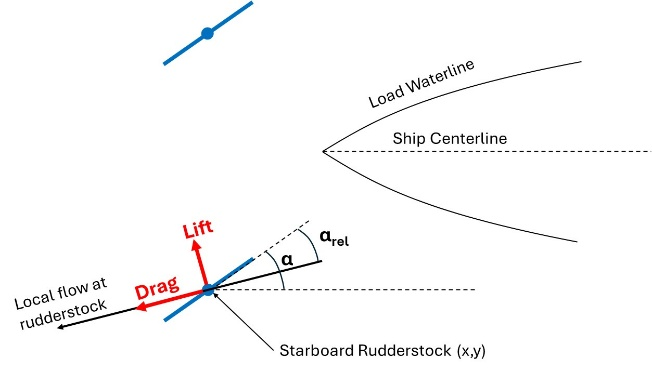 Load Waterline
Ship Centerline
Lift
αrel
α
Drag
Local flow at
rudderstock
Starboard Rudderstock (x,y)